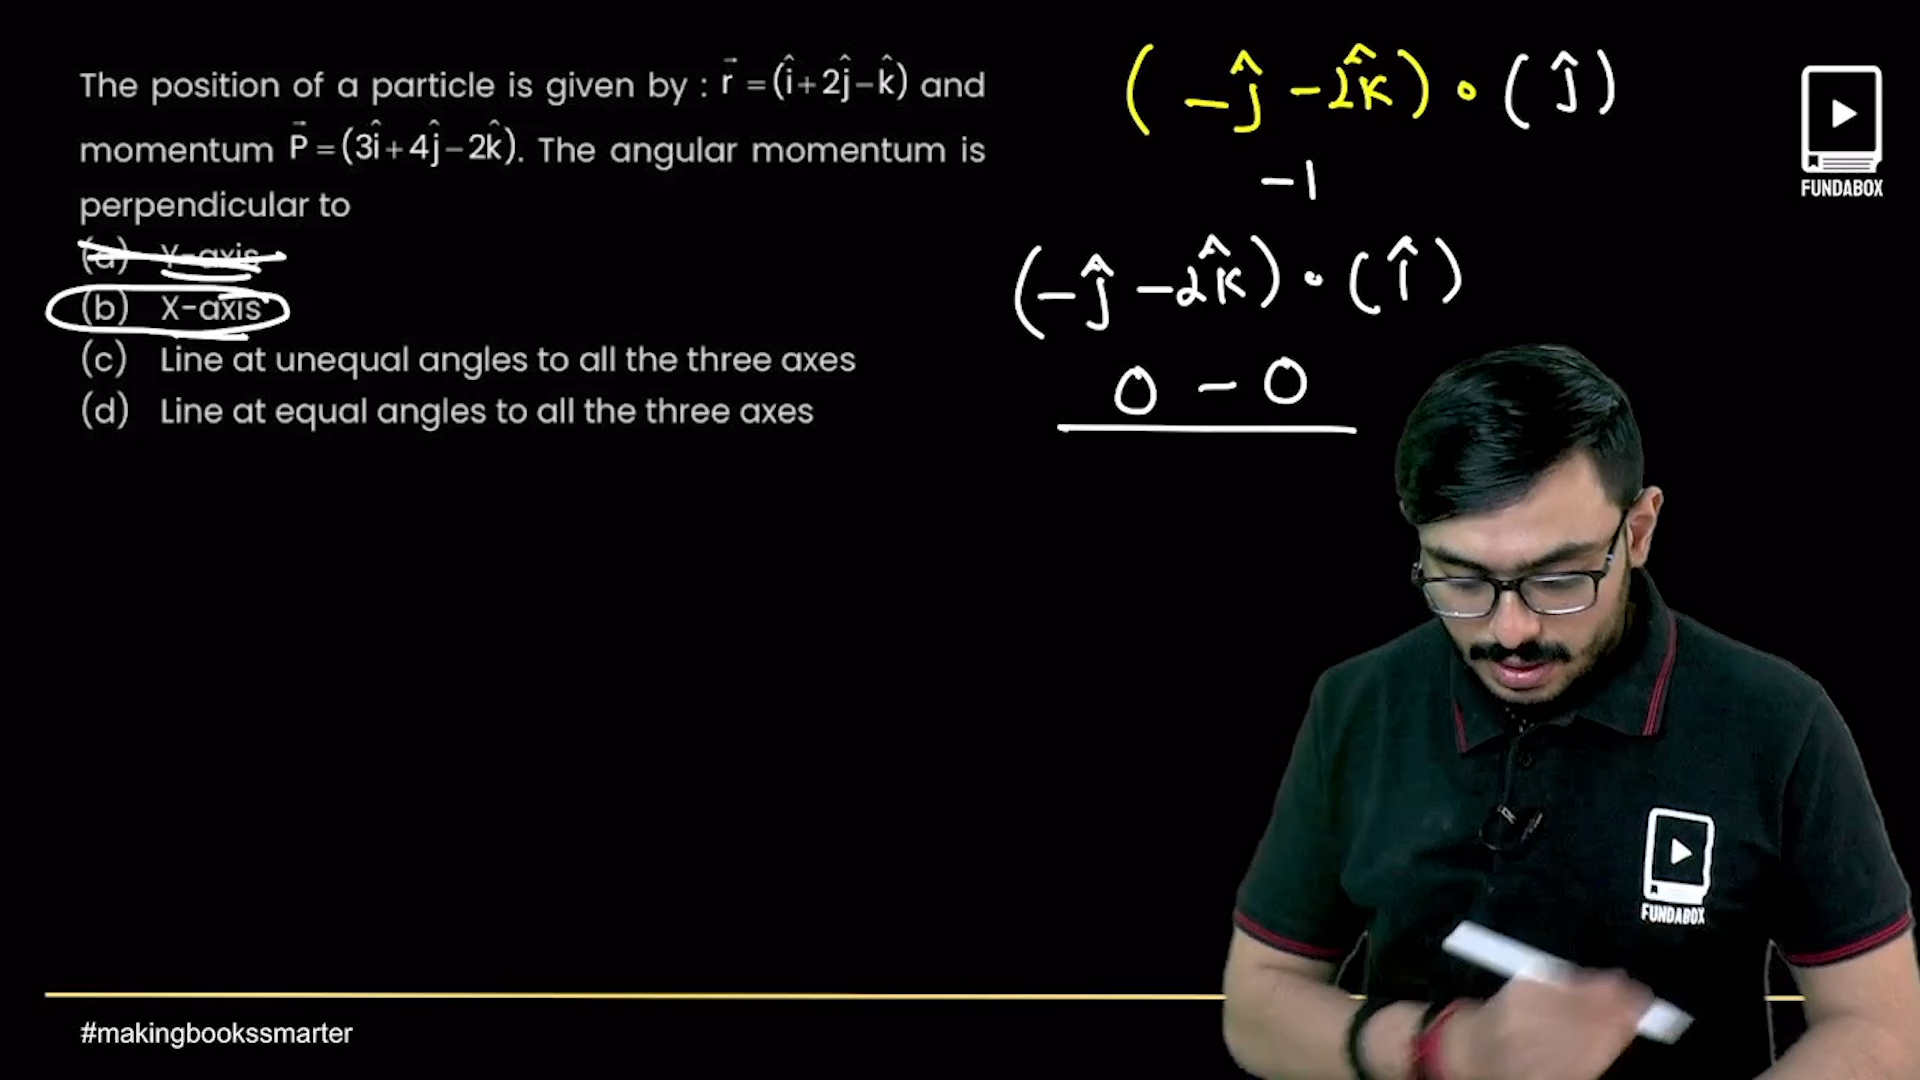 The position of a particle is given by : r⃗ = (î+2ĵ−k̂) and
momentum P⃗ = (3î+4ĵ−2k̂). The angular momentum is
perpendicular to
(a) Y-axis
(b) X-axis
(c) Line at unequal angles to all the three axes
(d) Line at equal angles to all the three axes
(−ĵ −2k̂) • (ĵ)
−1
(−ĵ −2k̂) • (î)
0 − 0
FUNDABOX
FUNDABOX
#makingbookssmarter